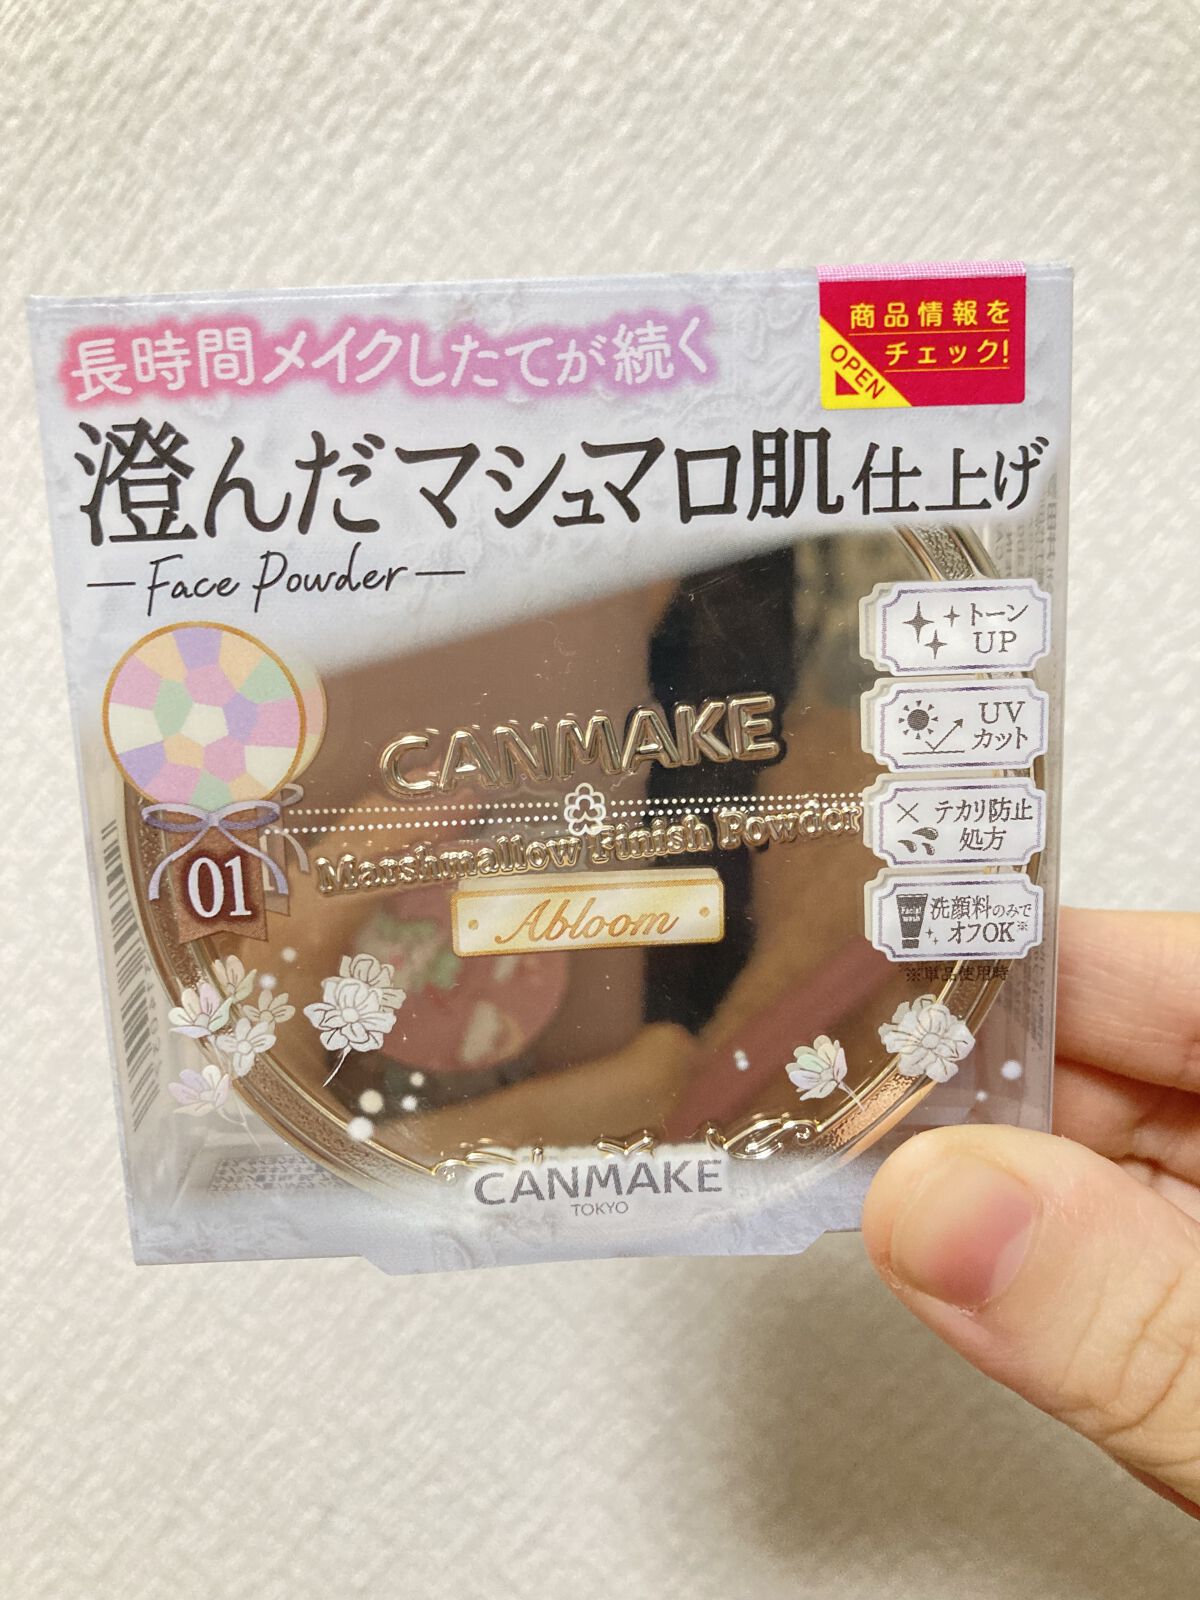 商品情報を
チェック!
OPEN
長時間メイクしたてが続く
澄んだマシュマロ肌仕上げ
Face Powder
トーン
UP
UV
カット
テカリ防止
処方
Facial
wash
洗顔料のみで
オフOK※
※単品使用時
01
CANMAKE
Marshmallow Finish Powder
Abloom
CANMAKE
TOKYO